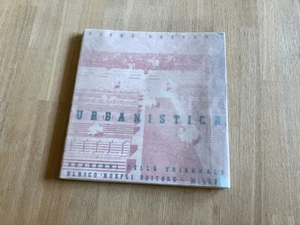 URBANISTICA
QUADERNI DELLA TRIENNALE
ULRICO HOEPLI EDITORE - MILANO